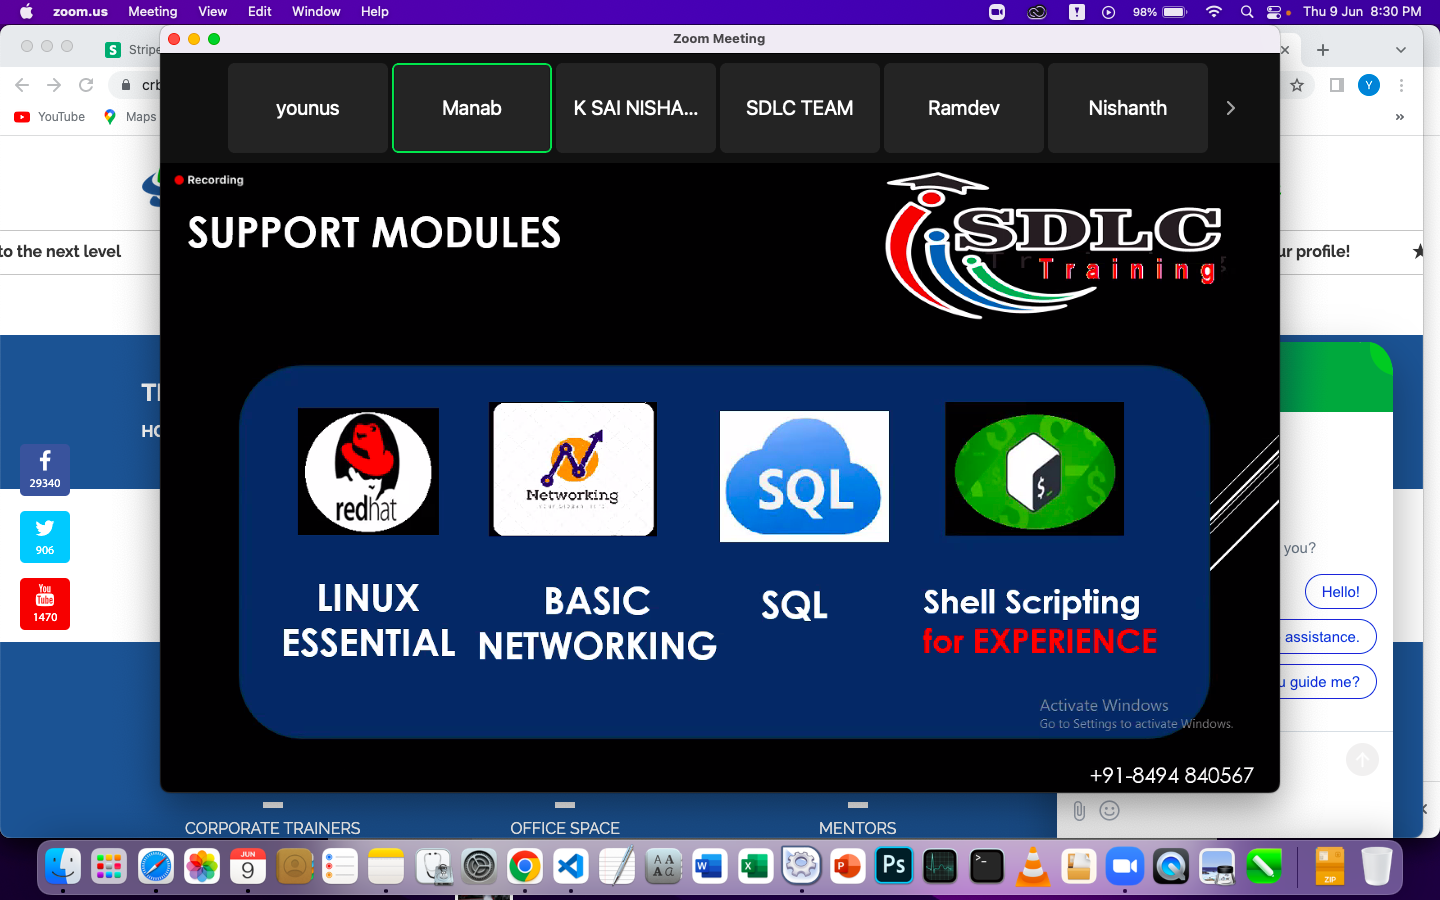 zoom.us Meeting View Edit Window Help
98% Thu 9 Jun 8:30 PM
Zoom Meeting
S Stripe
crb
Y
YouTube Maps
»
younus
Manab
K SAI NISHA...
SDLC TEAM
Ramdev
Nishanth
Recording
SUPPORT MODULES
SDLC
Training
to the next level
ur profile!
redhat
Networking
SQL
$_
LINUX
ESSENTIAL
BASIC
NETWORKING
SQL
Shell Scripting
for EXPERIENCE
Activate Windows
Go to Settings to activate Windows.
+91-8494 840567
HO
29340
906
You
Tube
1470
you?
Hello!
assistance.
u guide me?
CORPORATE TRAINERS
OFFICE SPACE
MENTORS
JUN
9
W
X
P
Ps
ZIP